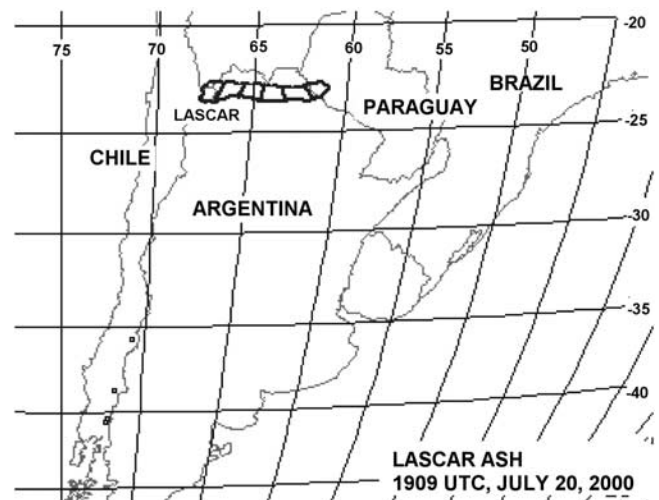 -20
75 70 65 60 55 50
BRAZIL
PARAGUAY
LASCAR
-25
CHILE
ARGENTINA
-30
-35
-40
LASCAR ASH
1909 UTC, JULY 20, 2000